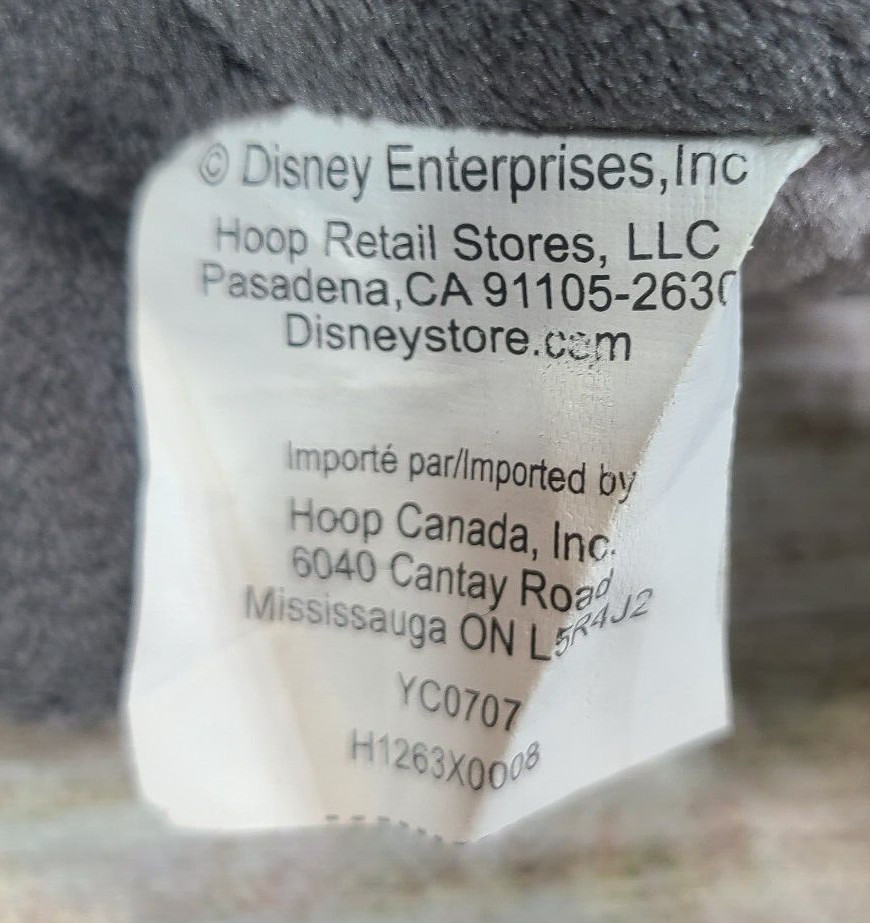 © Disney Enterprises,Inc
Hoop Retail Stores, LLC
Pasadena,CA 91105-2630
Disneystore.com
Importé par/Imported by
Hoop Canada, Inc.
6040 Cantay Road
Mississauga ON L5R4J2
YC0707
H1263X0008